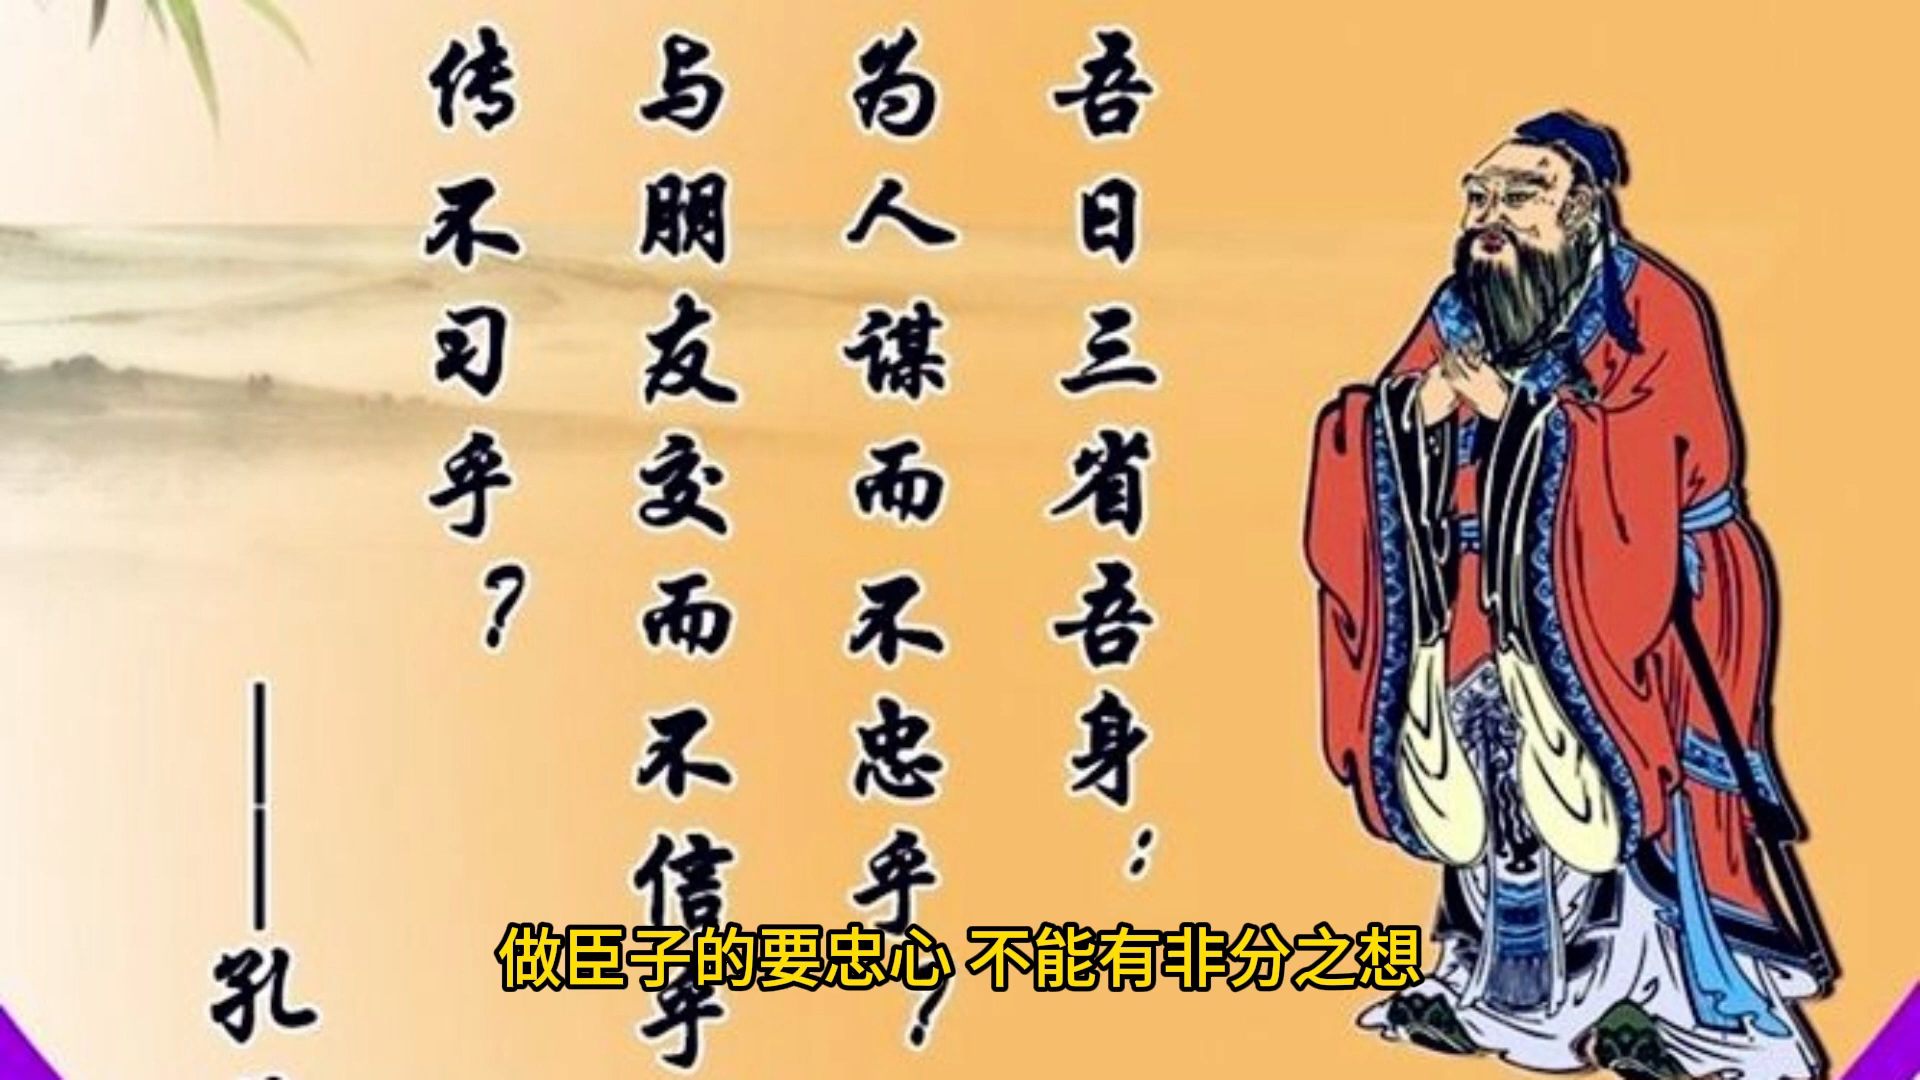 吾日三省吾身：
为人谋而不忠乎？
与朋友交而不信乎
传不习乎？
——孔
做臣子的要忠心 不能有非分之想